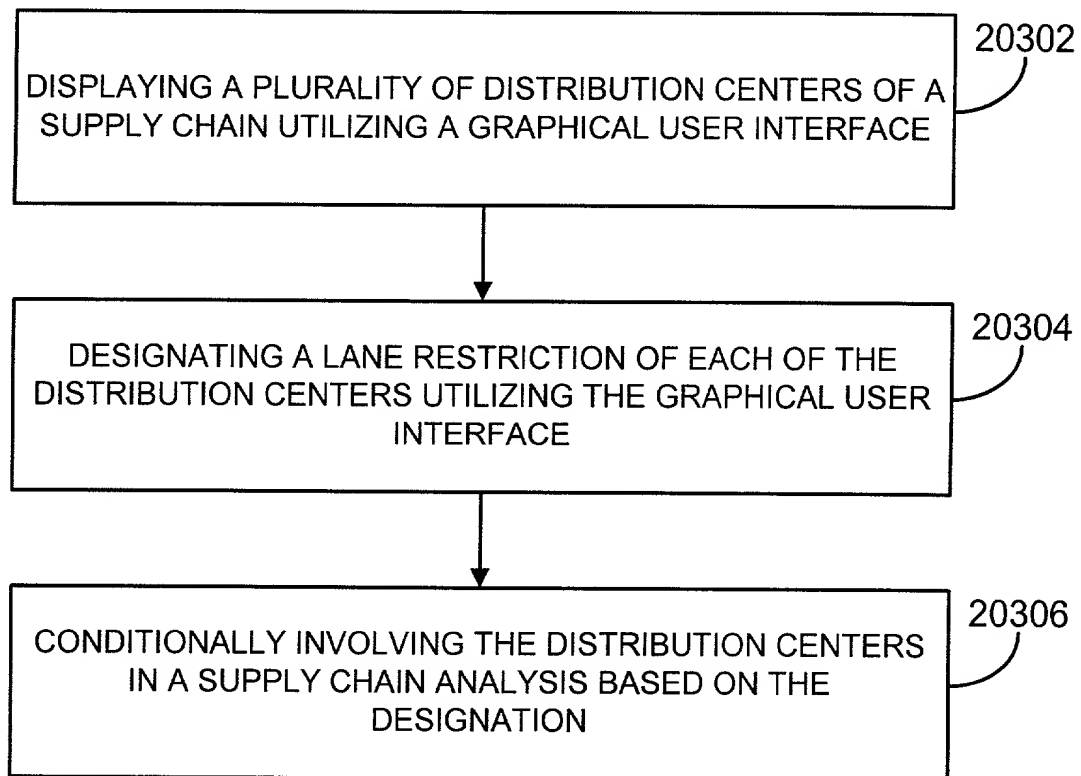 20302
DISPLAYING A PLURALITY OF DISTRIBUTION CENTERS OF A
SUPPLY CHAIN UTILIZING A GRAPHICAL USER INTERFACE
20304
DESIGNATING A LANE RESTRICTION OF EACH OF THE
DISTRIBUTION CENTERS UTILIZING THE GRAPHICAL USER
INTERFACE
20306
CONDITIONALLY INVOLVING THE DISTRIBUTION CENTERS
IN A SUPPLY CHAIN ANALYSIS BASED ON THE
DESIGNATION